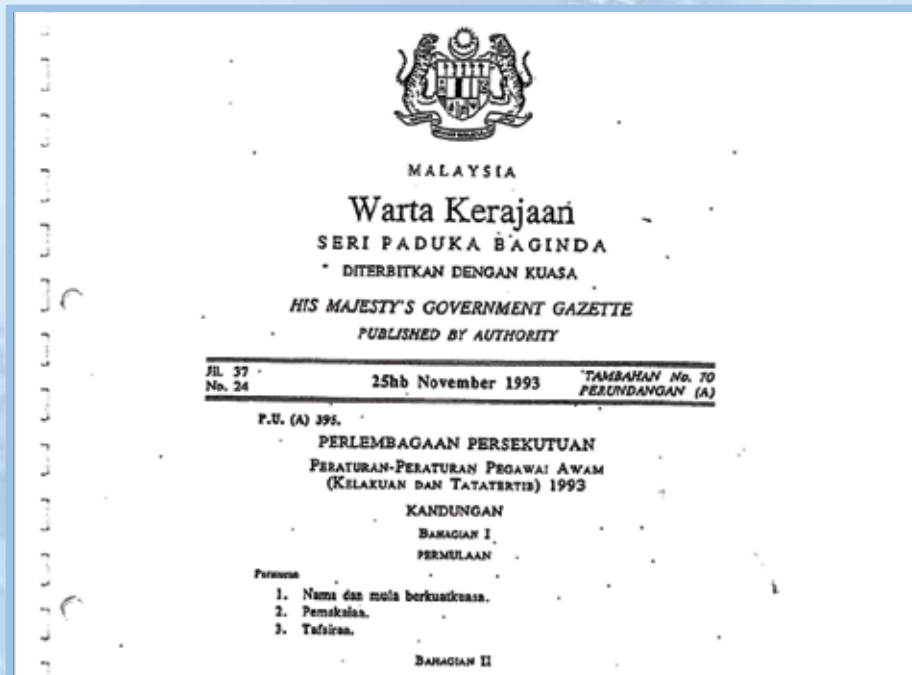 MALAYSIA
Warta Kerajaan
SERI PADUKA BAGINDA
DITERBITKAN DENGAN KUASA
HIS MAJESTY'S GOVERNMENT GAZETTE
PUBLISHED BY AUTHORITY
Jil. 37
No. 24
25hb November 1993
TAMBAHAN No. 70
PERUNDANGAN (A)
P.U. (A) 395.
PERLEMBAGAAN PERSEKUTUAN
PERATURAN-PERATURAN PEGAWAI AWAM
(KELAKUAN DAN TATATERTIB) 1993
KANDUNGAN
BAHAGIAN I
PERMULAAN
Peraturan
1. Nama dan mula berkuatkuasa.
2. Pemakaian.
3. Tafsiran.
BAHAGIAN II